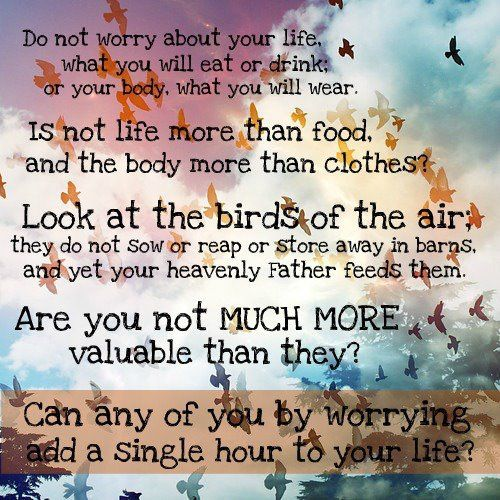 Do not worry about your life,
what you will eat or drink;
or your body, what you will wear.
Is not life more than food,
and the body more than clothes?
Look at the birds of the air;
they do not sow or reap or store away in barns,
and yet your heavenly Father feeds them.
Are you not MUCH MORE
valuable than they?
Can any of you by worrying
add a single hour to your life?